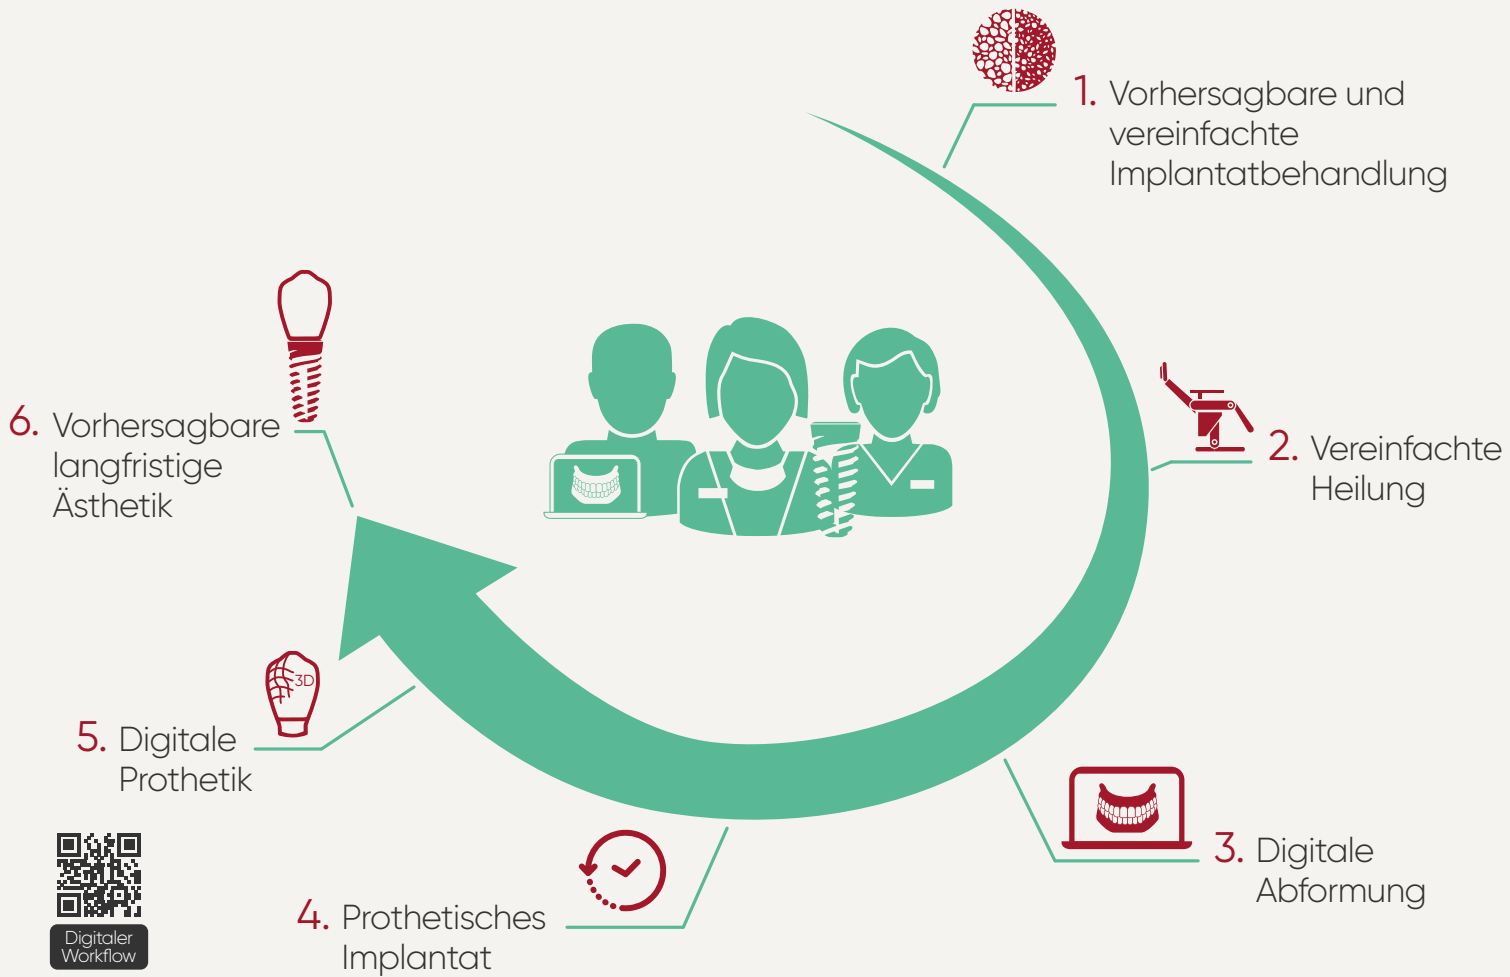 1. Vorhersagbare und
vereinfachte
Implantatbehandlung
2. Vereinfachte
Heilung
3. Digitale
Abformung
4. Prothetisches
Implantat
5. Digitale
Prothetik
3D
6. Vorhersagbare
langfristige
Ästhetik
Digitaler
Workflow